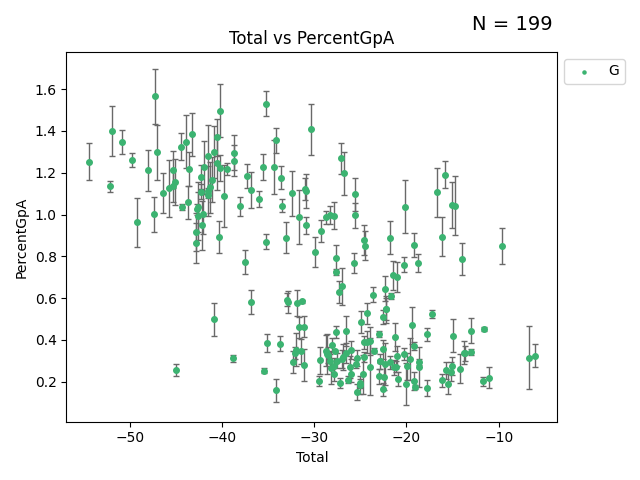 N = 199
Total vs PercentGpA
G
1.6
1.4
1.2
1.0
0.8
0.6
0.4
0.2
PercentGpA
−50 −40 −30 −20 −10
Total